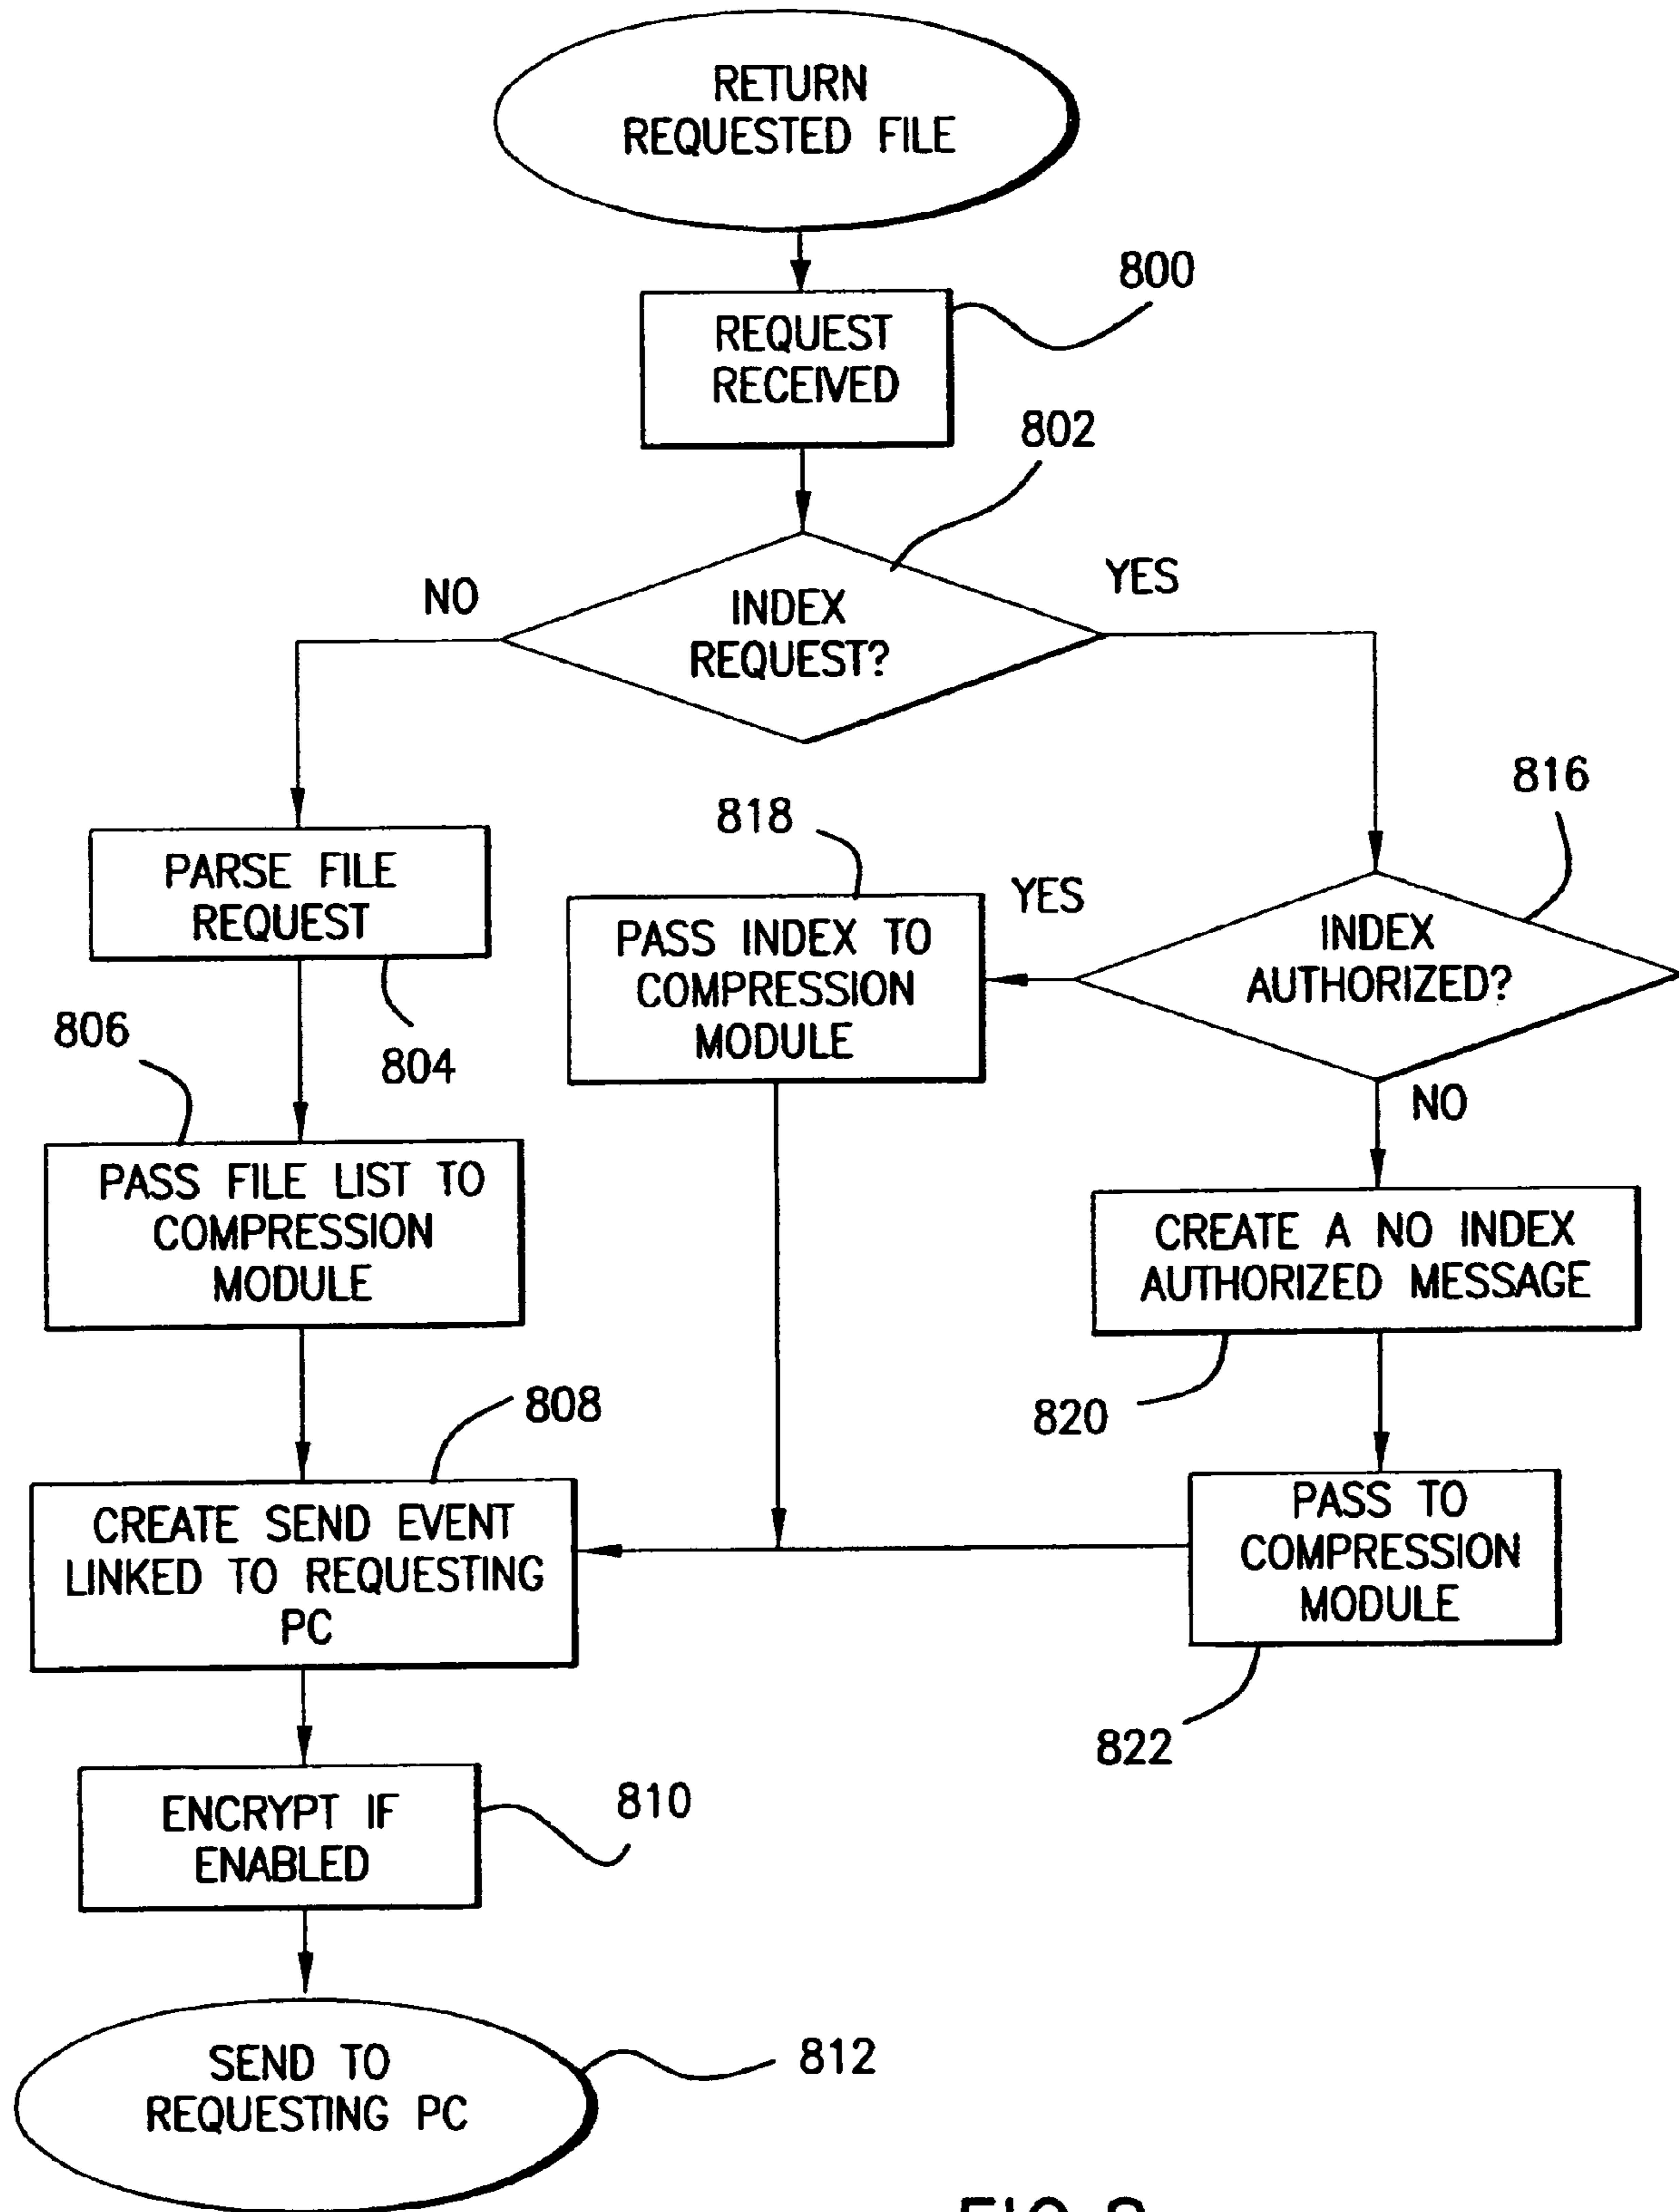 RETURN
REQUESTED FILE
800
REQUEST
RECEIVED
802
NO
YES
INDEX
REQUEST?
816
818
PARSE FILE
REQUEST
YES
PASS INDEX TO
COMPRESSION
MODULE
INDEX
AUTHORIZED?
806
804
NO
PASS FILE LIST TO
COMPRESSION
MODULE
CREATE A NO INDEX
AUTHORIZED MESSAGE
808
820
CREATE SEND EVENT
LINKED TO REQUESTING
PC
PASS TO
COMPRESSION
MODULE
822
ENCRYPT IF
ENABLED
810
SEND TO
REQUESTING PC
812